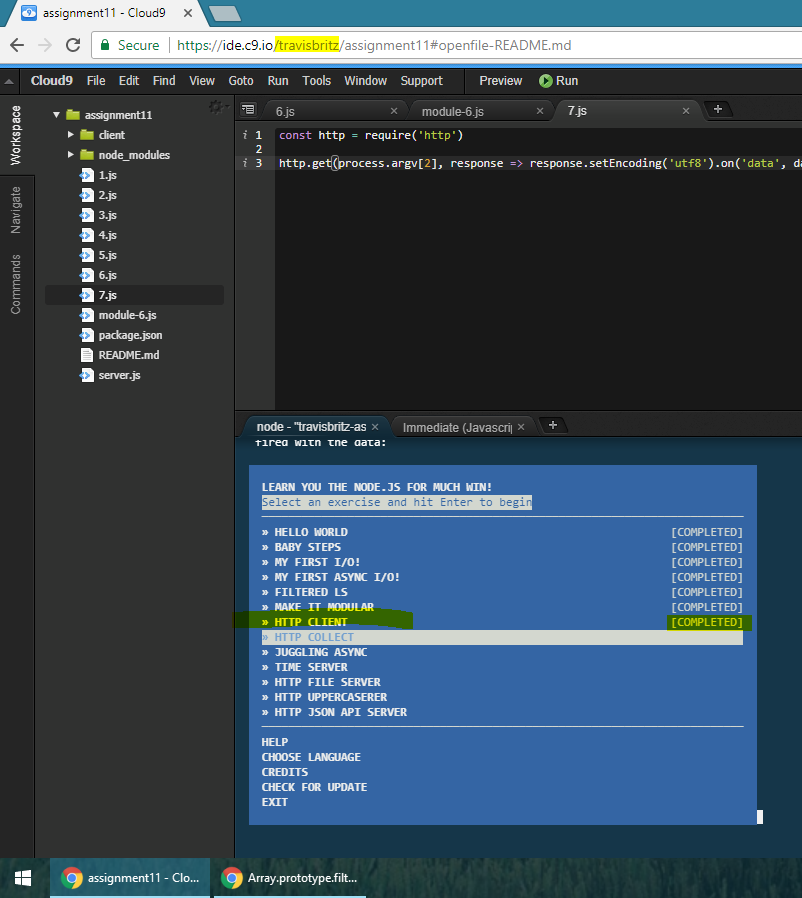 assignment11 - Cloud9
Secure https://ide.c9.io/travisbritz/assignment11#openfile-README.md
Cloud9 File Edit Find View Goto Run Tools Window Support Preview Run
Workspace
Navigate
Commands
assignment11
client
node_modules
1.js
2.js
3.js
4.js
5.js
6.js
7.js
module-6.js
package.json
README.md
server.js
6.js module-6.js 7.js
i 1 const http = require('http')
2
i 3 http.get(process.argv[2], response => response.setEncoding('utf8').on('data', da
node - "travisbritz-as Immediate (Javascrip
fired with the data:
LEARN YOU THE NODE.JS FOR MUCH WIN!
Select an exercise and hit Enter to begin
» HELLO WORLD [COMPLETED]
» BABY STEPS [COMPLETED]
» MY FIRST I/O! [COMPLETED]
» MY FIRST ASYNC I/O! [COMPLETED]
» FILTERED LS [COMPLETED]
» MAKE IT MODULAR [COMPLETED]
» HTTP CLIENT [COMPLETED]
» HTTP COLLECT
» JUGGLING ASYNC
» TIME SERVER
» HTTP FILE SERVER
» HTTP UPPERCASERER
» HTTP JSON API SERVER
HELP
CHOOSE LANGUAGE
CREDITS
CHECK FOR UPDATE
EXIT
assignment11 - Clo... Array.prototype.filt...